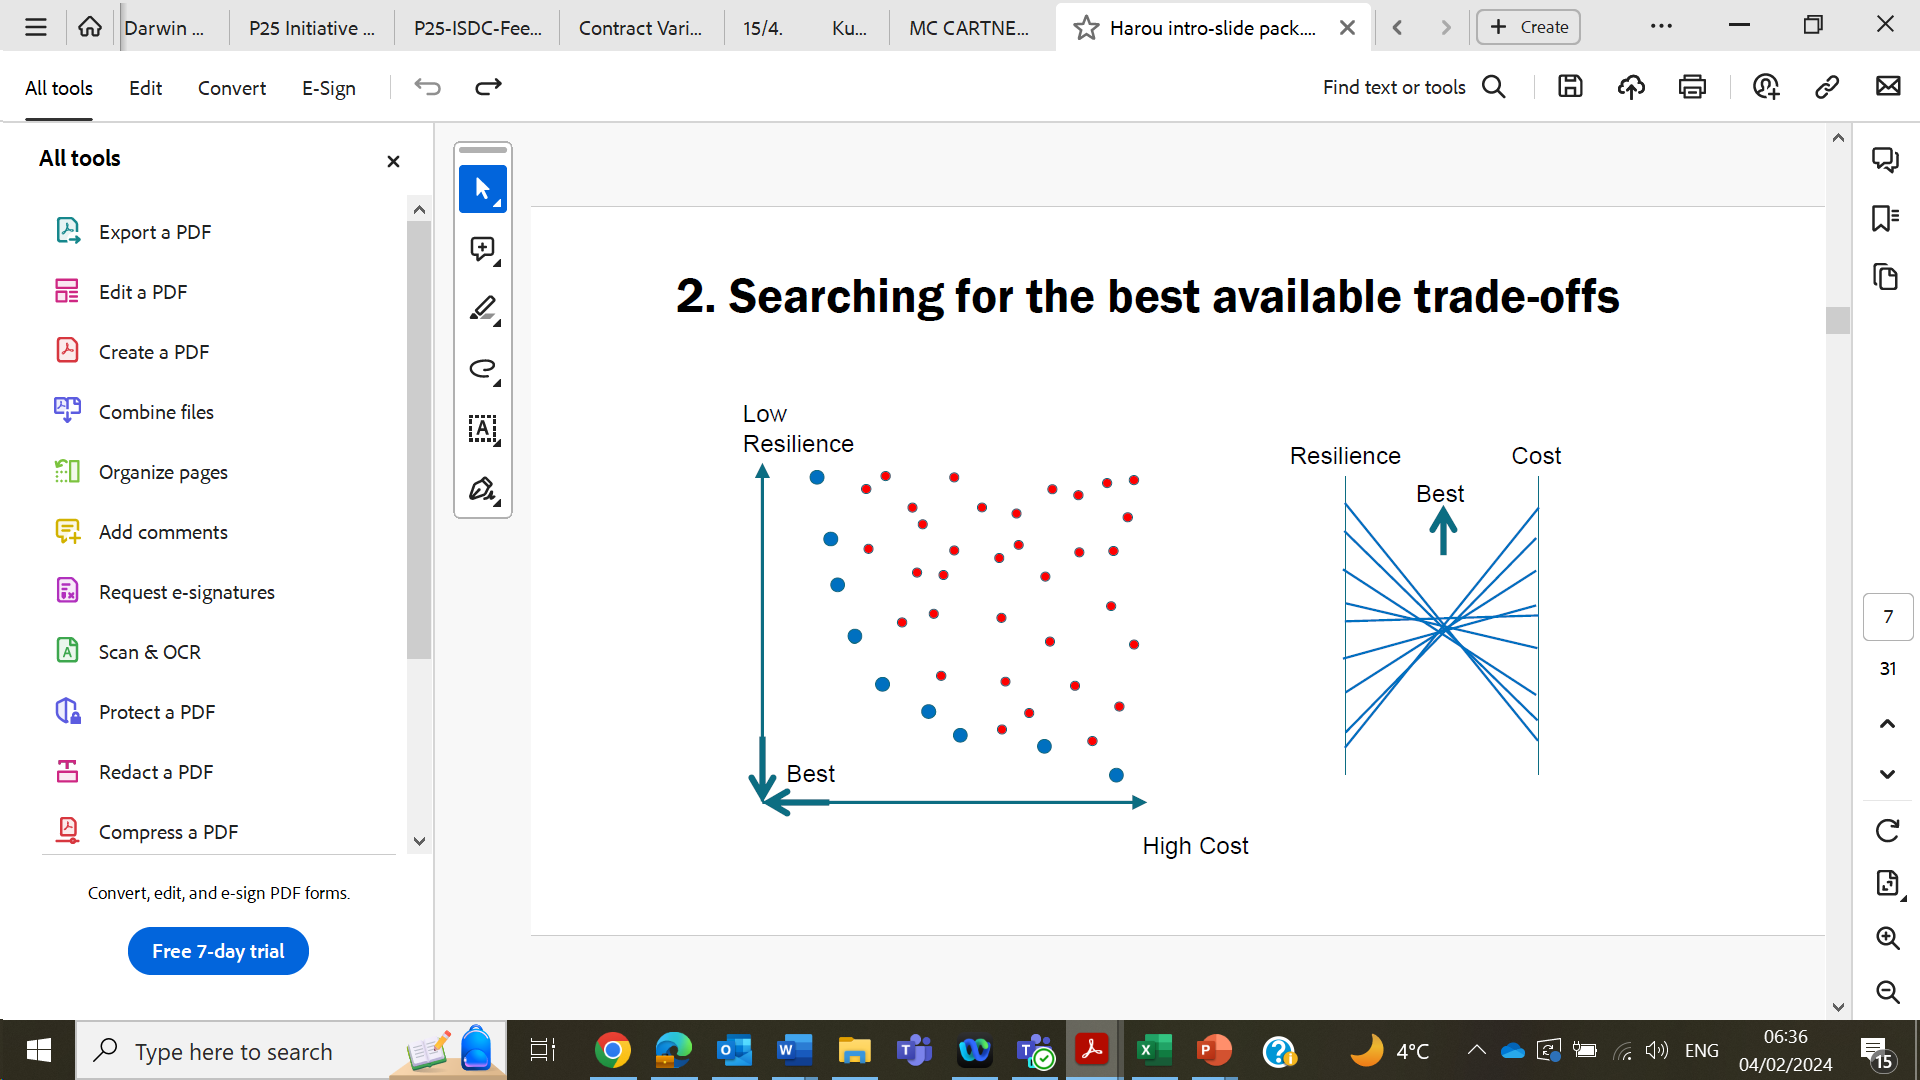 Darwin ...
P25 Initiative ...
P25-ISDC-Fee...
Contract Vari...
15/4.
Ku...
MC CARTNE...
Harou intro-slide pack....
Create
All tools
Edit
Convert
E-Sign
Find text or tools
All tools
Export a PDF
Edit a PDF
Create a PDF
Combine files
Organize pages
Add comments
Request e-signatures
Scan & OCR
Protect a PDF
Redact a PDF
Compress a PDF
Convert, edit, and e-sign PDF forms.
Free 7-day trial
2. Searching for the best available trade-offs
Low
Resilience
Best
High Cost
Resilience
Cost
Best
7
31
Type here to search
4°C
ENG
06:36
04/02/2024
15